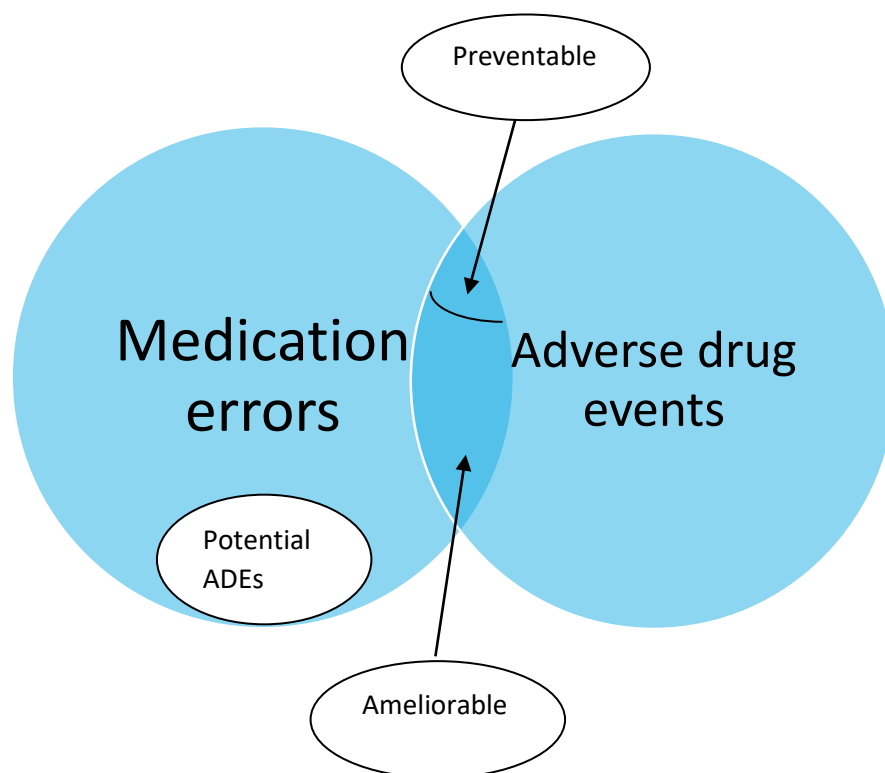 Preventable
Medication
errors
Adverse drug
events
Potential
ADEs
Ameliorable